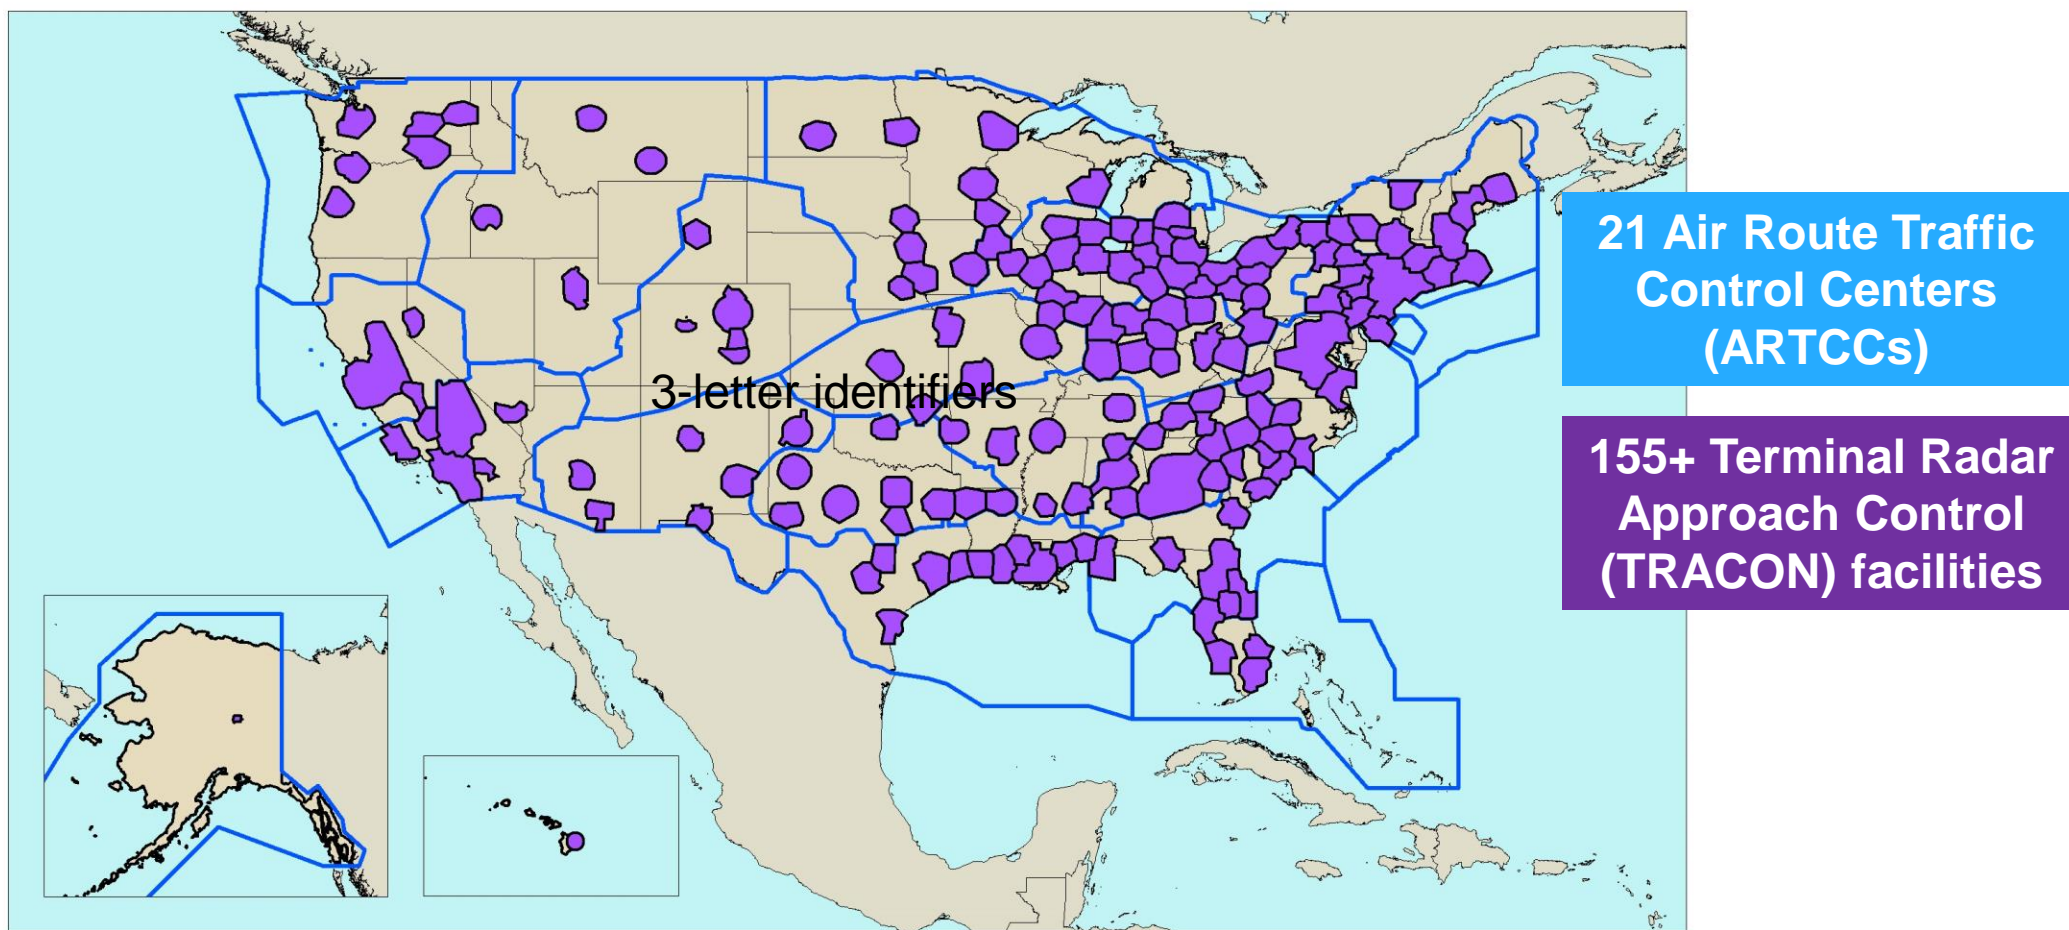 21 Air Route Traffic
Control Centers
(ARTCCs)
3-letter identifiers
155+ Terminal Radar
Approach Control
(TRACON) facilities